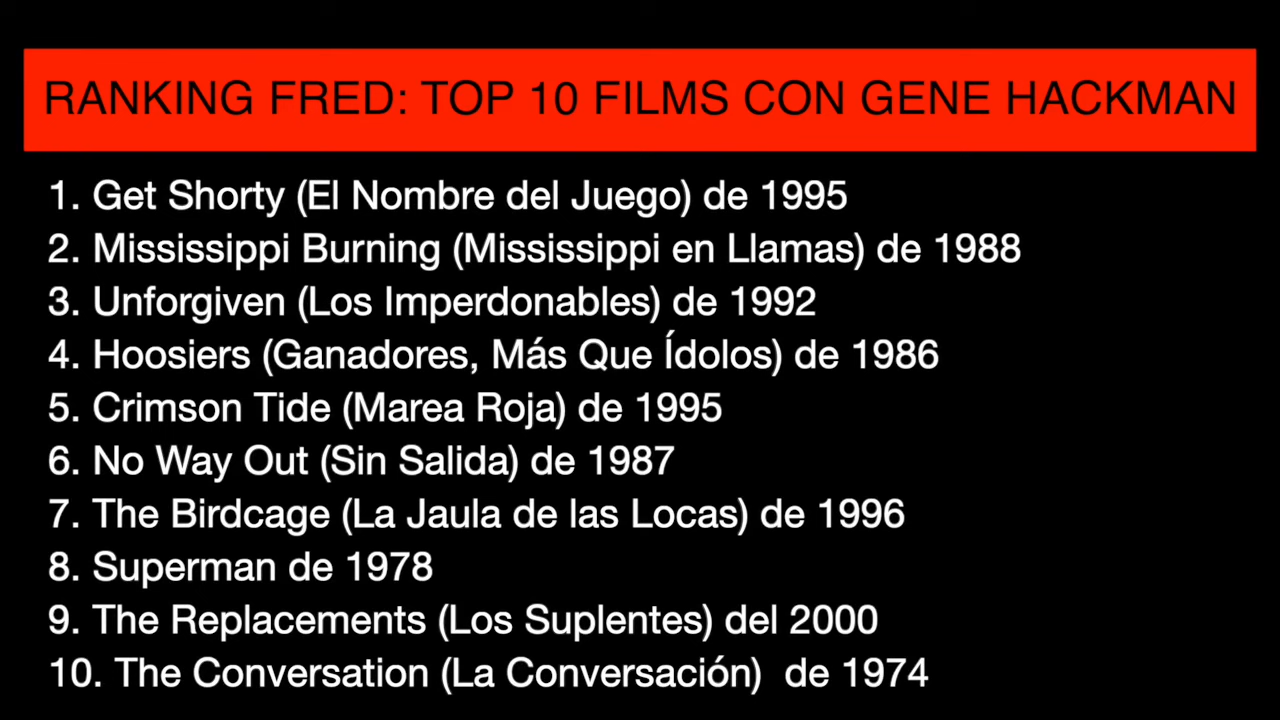 RANKING FRED: TOP 10 FILMS CON GENE HACKMAN
1. Get Shorty (El Nombre del Juego) de 1995
2. Mississippi Burning (Mississippi en Llamas) de 1988
3. Unforgiven (Los Imperdonables) de 1992
4. Hoosiers (Ganadores, Más Que Ídolos) de 1986
5. Crimson Tide (Marea Roja) de 1995
6. No Way Out (Sin Salida) de 1987
7. The Birdcage (La Jaula de las Locas) de 1996
8. Superman de 1978
9. The Replacements (Los Suplentes) del 2000
10. The Conversation (La Conversación)  de 1974